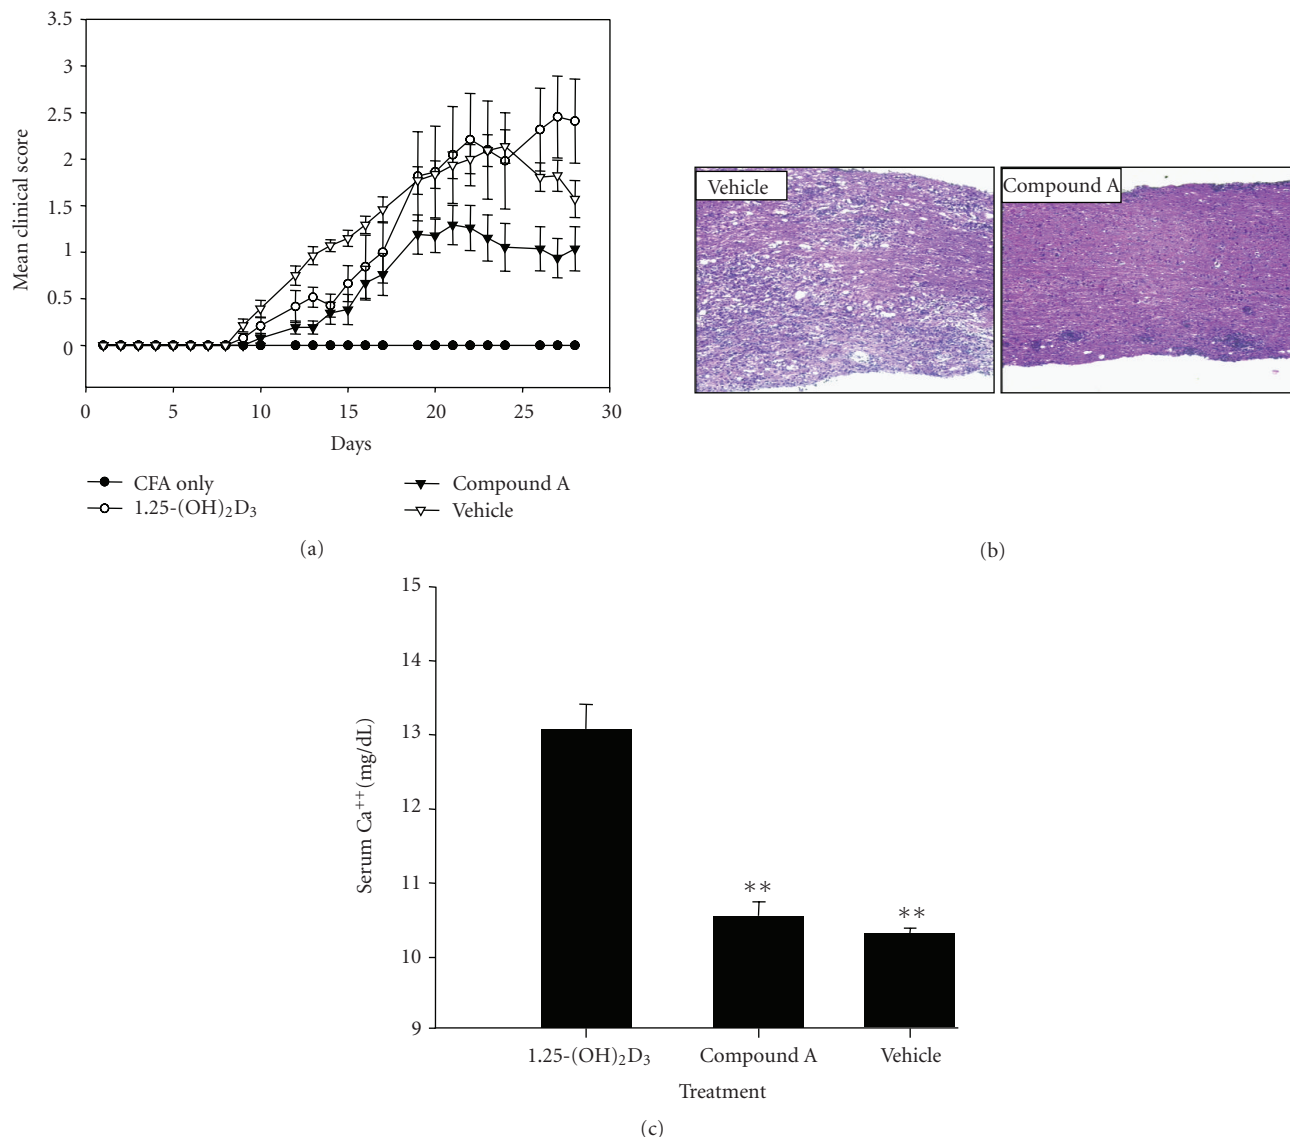 3.5
3
2.5
2
1.5
1
0.5
0
Mean clinical score
0 5 10 15 20 25 30
Days
CFA only
1.25-(OH)₂D₃
Compound A
Vehicle
(a)
Vehicle
Compound A
(b)
15
14
13
12
11
10
9
Serum Ca⁺⁺ (mg/dL)
**
**
1.25-(OH)₂D₃ Compound A Vehicle
Treatment
(c)